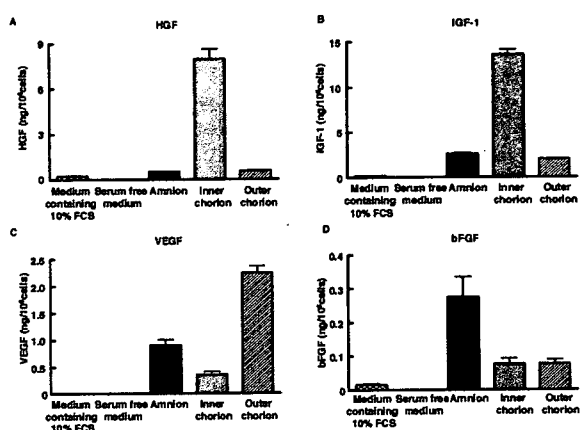 A
HGF
HGF (ng/10⁶cells)
9
6
3
0
Medium containing 10% FCS
Serum free medium
Amnion
Inner chorion
Outer chorion
B
IGF-1
IGF-1 (ng/10⁶cells)
15
10
5
0
Medium containing 10% FCS
Serum free medium
Amnion
Inner chorion
Outer chorion
C
VEGF
VEGF (ng/10⁶cells)
2.5
2.0
1.5
1.0
0.5
0
Medium containing 10% FCS
Serum free medium
Amnion
Inner chorion
Outer chorion
D
bFGF
bFGF (ng/10⁶cells)
0.4
0.3
0.2
0.1
0
Medium containing 10% FCS
Serum free medium
Amnion
Inner chorion
Outer chorion